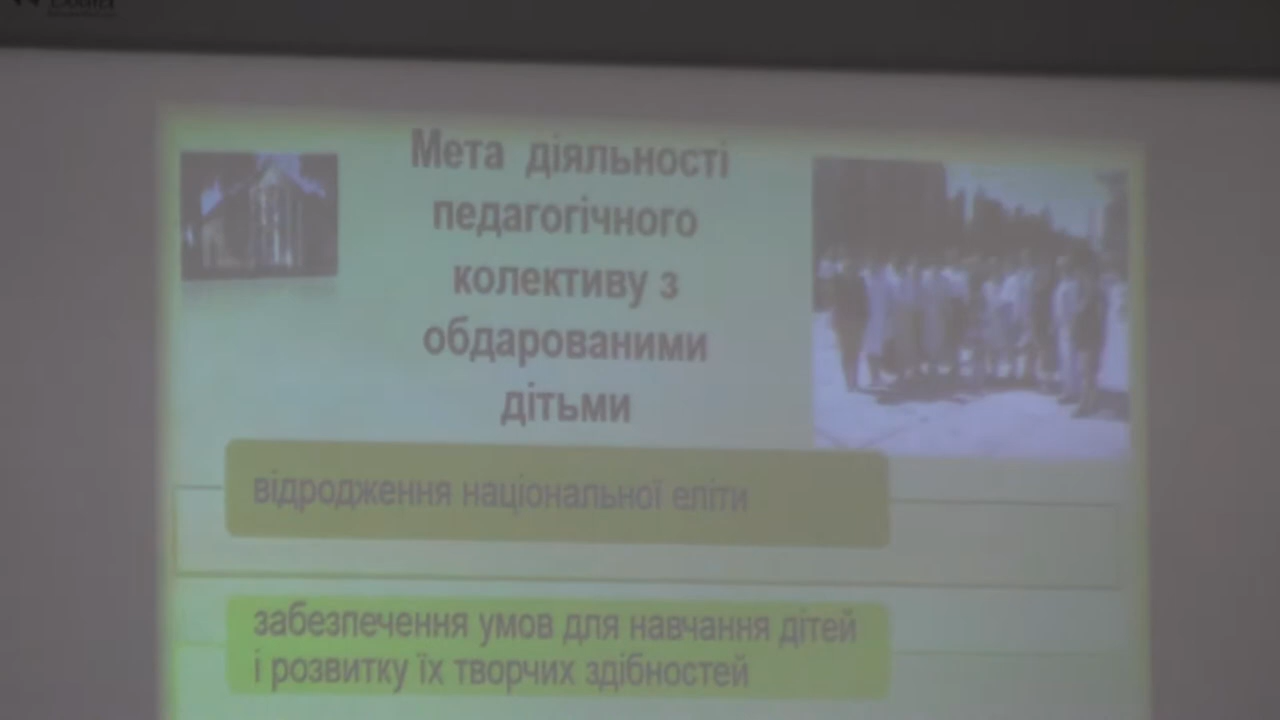 Мета діяльності
педагогічного
колективу з
обдарованими
дітьми
відродження національної еліти
забезпечення умов для навчання дітей
і розвитку їх творчих здібностей